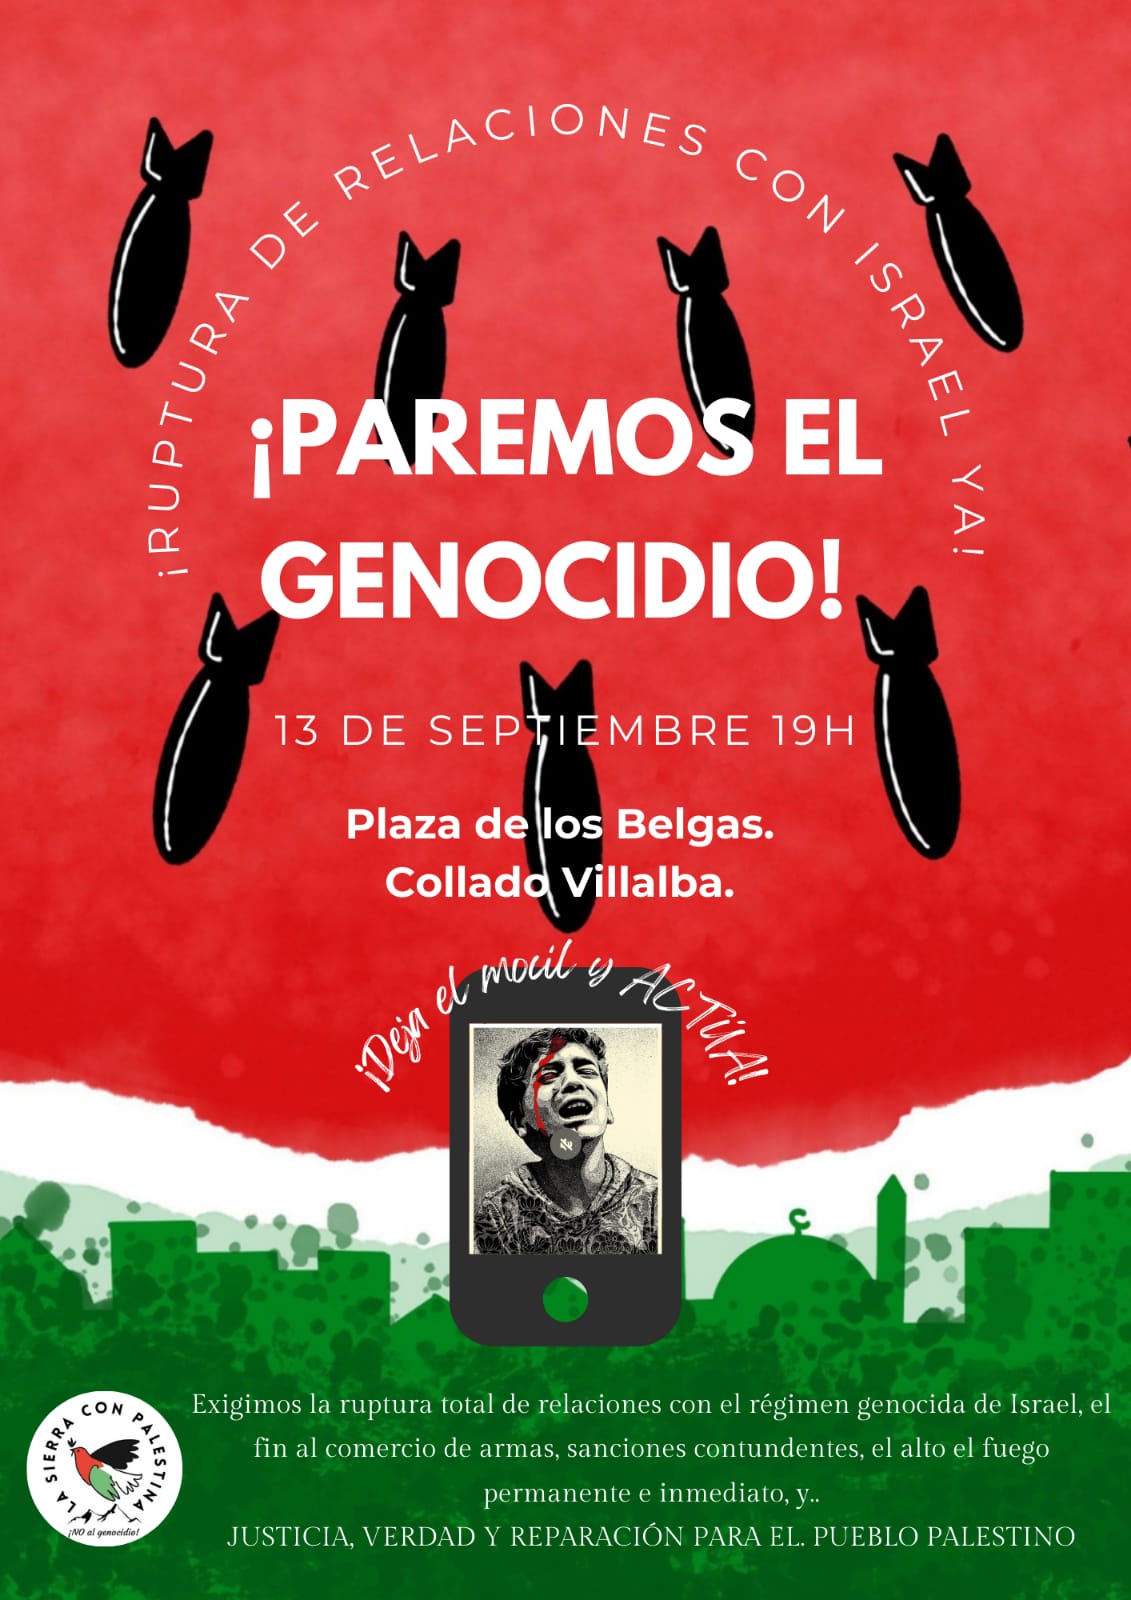 ¡RUPTURA DE RELACIONES CON ISRAEL YA!
¡PAREMOS EL
GENOCIDIO!
13 DE SEPTIEMBRE 19H
Plaza de los Belgas.
Collado Villalba.
¡Deja el mocil y ACTÚA!
LA SIERRA CON PALESTINA
¡NO al genocidio!
Exigimos la ruptura total de relaciones con el régimen genocida de Israel, el
fin al comercio de armas, sanciones contundentes, el alto el fuego
permanente e inmediato, y..
JUSTICIA, VERDAD Y REPARACIÓN PARA EL. PUEBLO PALESTINO